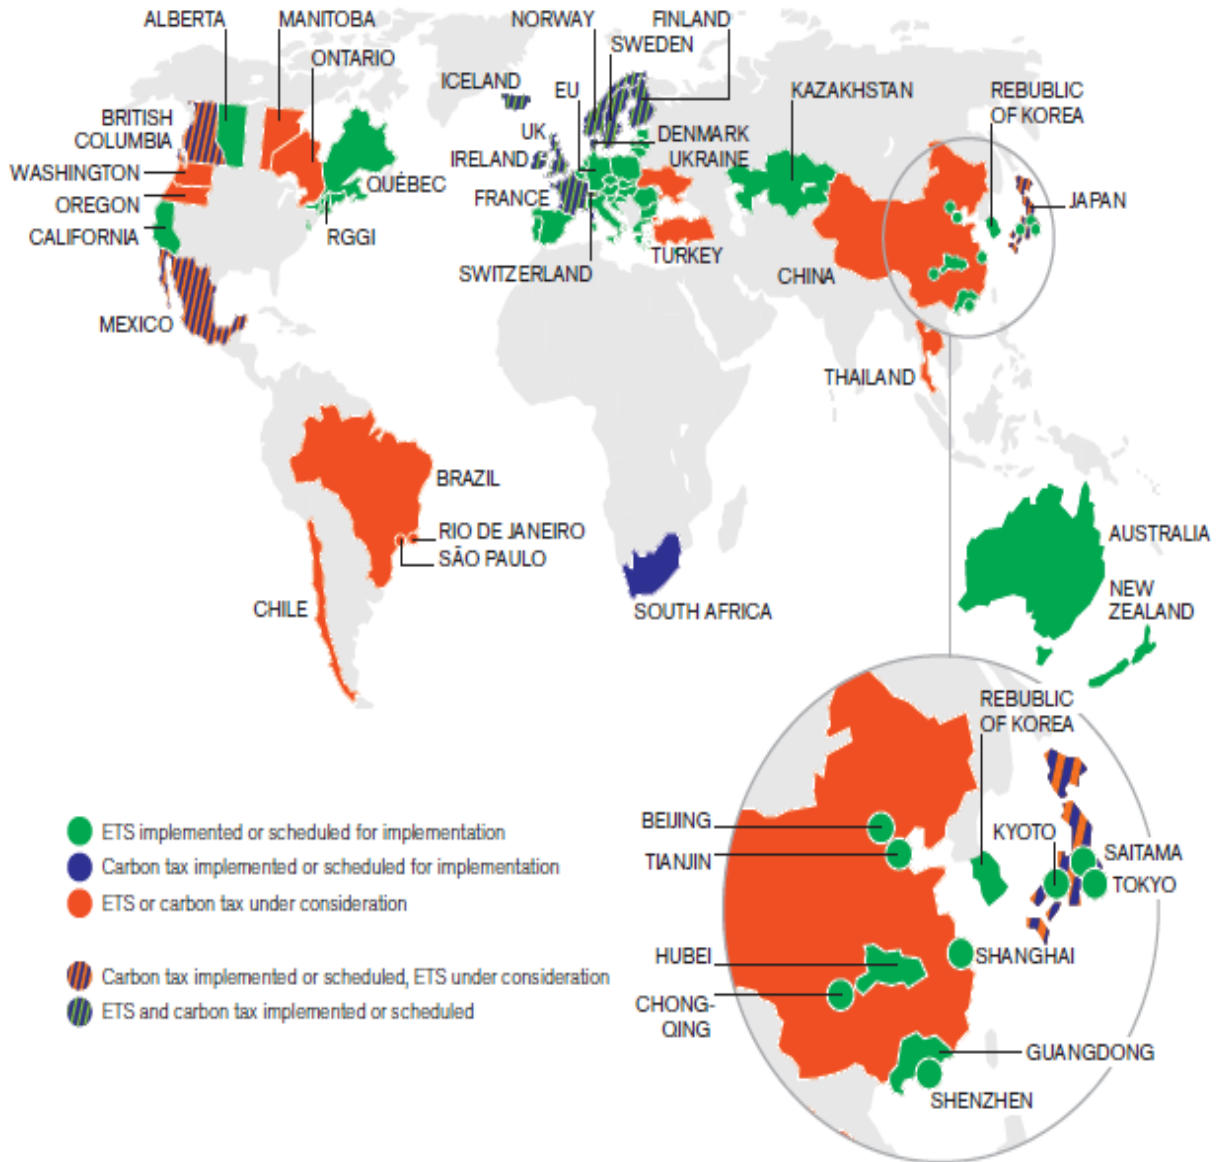 ALBERTA
MANITOBA
NORWAY
FINLAND
SWEDEN
ONTARIO
ICELAND
EU
KAZAKHSTAN
REPUBLIC
OF KOREA
BRITISH
COLUMBIA
UK
DENMARK
IRELAND
UKRAINE
WASHINGTON
QUÉBEC
FRANCE
JAPAN
OREGON
CALIFORNIA
RGGI
TURKEY
SWITZERLAND
CHINA
MEXICO
THAILAND
BRAZIL
RIO DE JANEIRO
SÃO PAULO
AUSTRALIA
NEW
ZEALAND
CHILE
SOUTH AFRICA
REBUBLIC
OF KOREA
BEIJING
KYOTO
TIANJIN
SAITAMA
TOKYO
HUBEI
SHANGHAI
CHONG-
QING
GUANGDONG
SHENZHEN
ETS implemented or scheduled for implementation
Carbon tax implemented or scheduled for implementation
ETS or carbon tax under consideration
Carbon tax implemented or scheduled, ETS under consideration
ETS and carbon tax implemented or scheduled